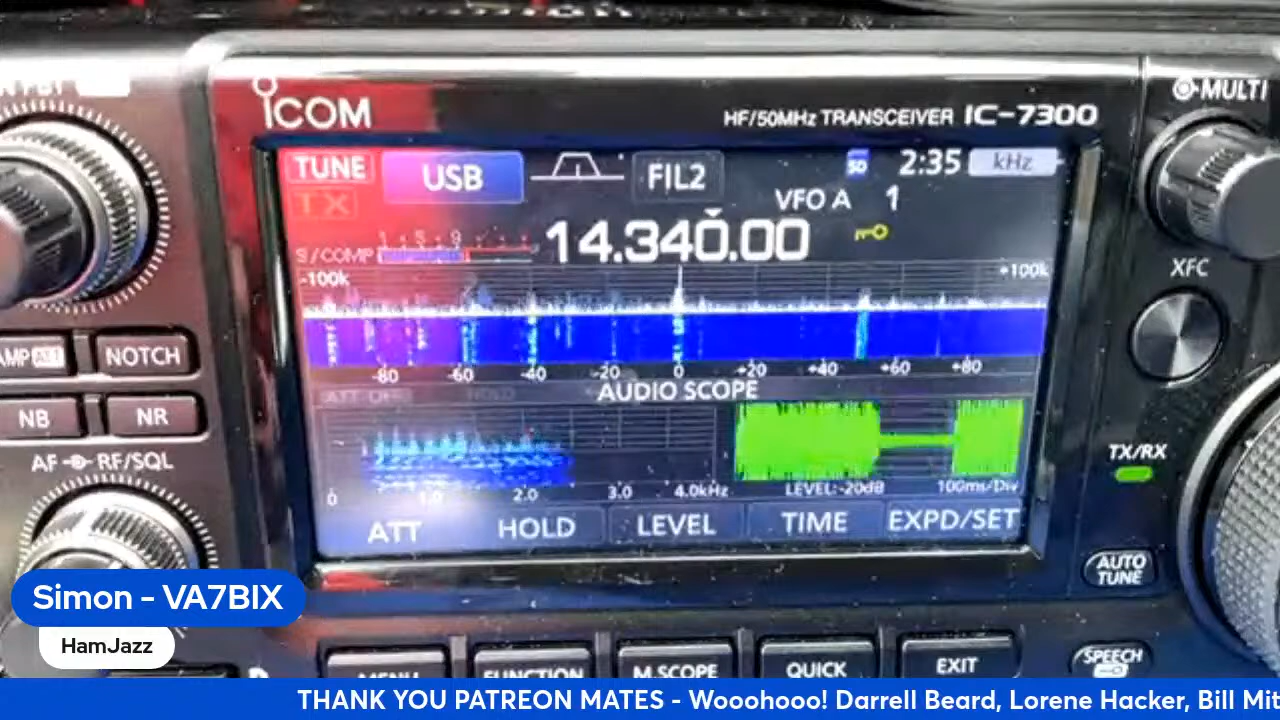 ICOM
HF/50MHz TRANSCEIVER IC-7300
MULTI
TUNE USB FIL2 SD 2:35 kHz
TX
VFO A 1
S/COMP 14.340.00
-100k +100k
XFC
-80 -60 -40 -20 0 +20 +40 +60 +80
AUDIO SCOPE
NOTCH
NB NR
AF RF/SQL
0 1.0 2.0 3.0 4.0kHz LEVEL:-20dB 100ms/Div
ATT HOLD LEVEL TIME EXPD/SET
TX/RX
AUTO
TUNE
Simon - VA7BIX
HamJazz
MENU FUNCTION M.SCOPE QUICK EXIT
SPEECH
THANK YOU PATREON MATES - Wooohooo! Darrell Beard, Lorene Hacker, Bill Mit